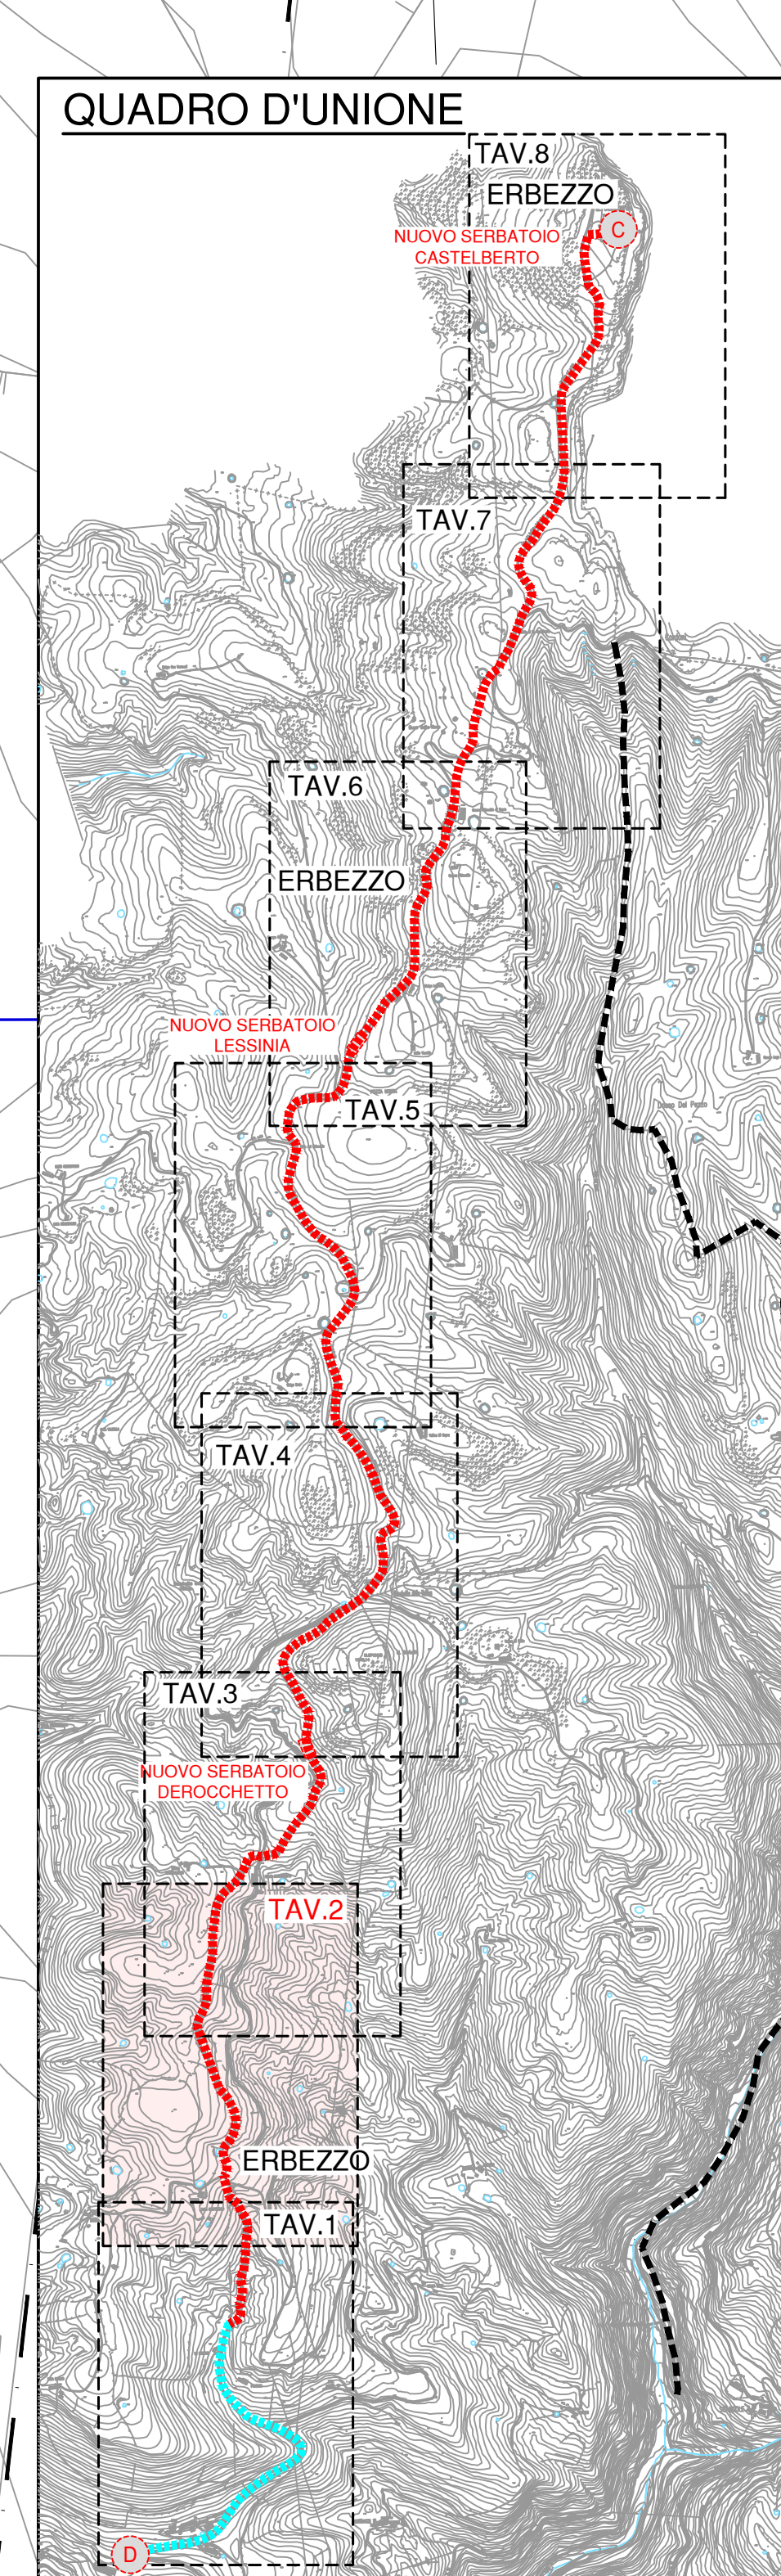 QUADRO D'UNIONE
TAV.8
ERBEZZO
C
NUOVO SERBATOIO
CASTELBERTO
TAV.7
TAV.6
ERBEZZO
NUOVO SERBATOIO
LESSINIA
TAV.5
TAV.4
TAV.3
NUOVO SERBATOIO
DEROCCHETTO
TAV.2
ERBEZZO
TAV.1
D